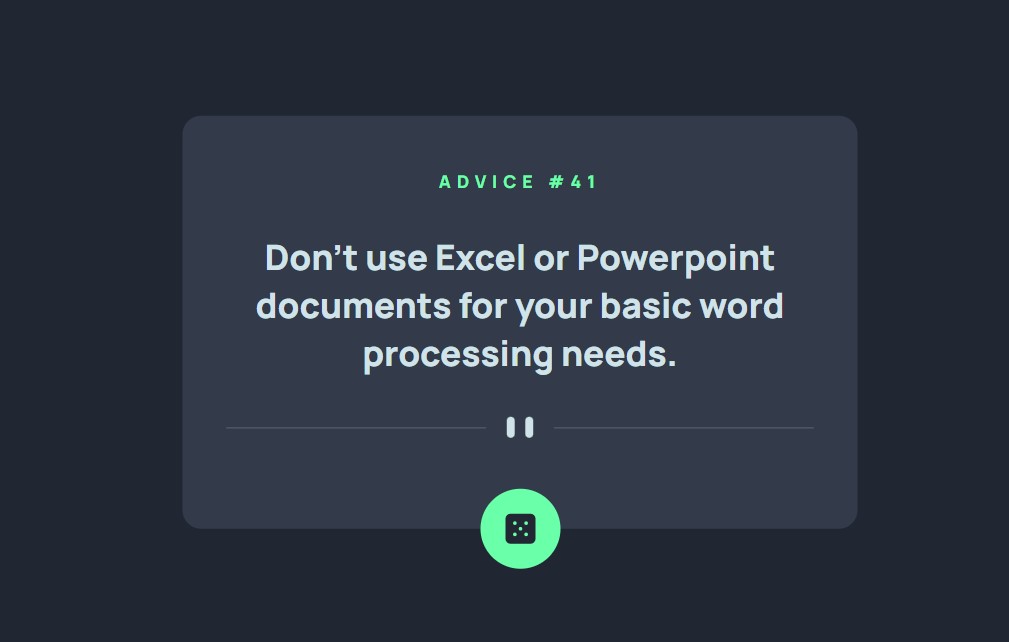 ADVICE #41
Don’t use Excel or Powerpoint
documents for your basic word
processing needs.